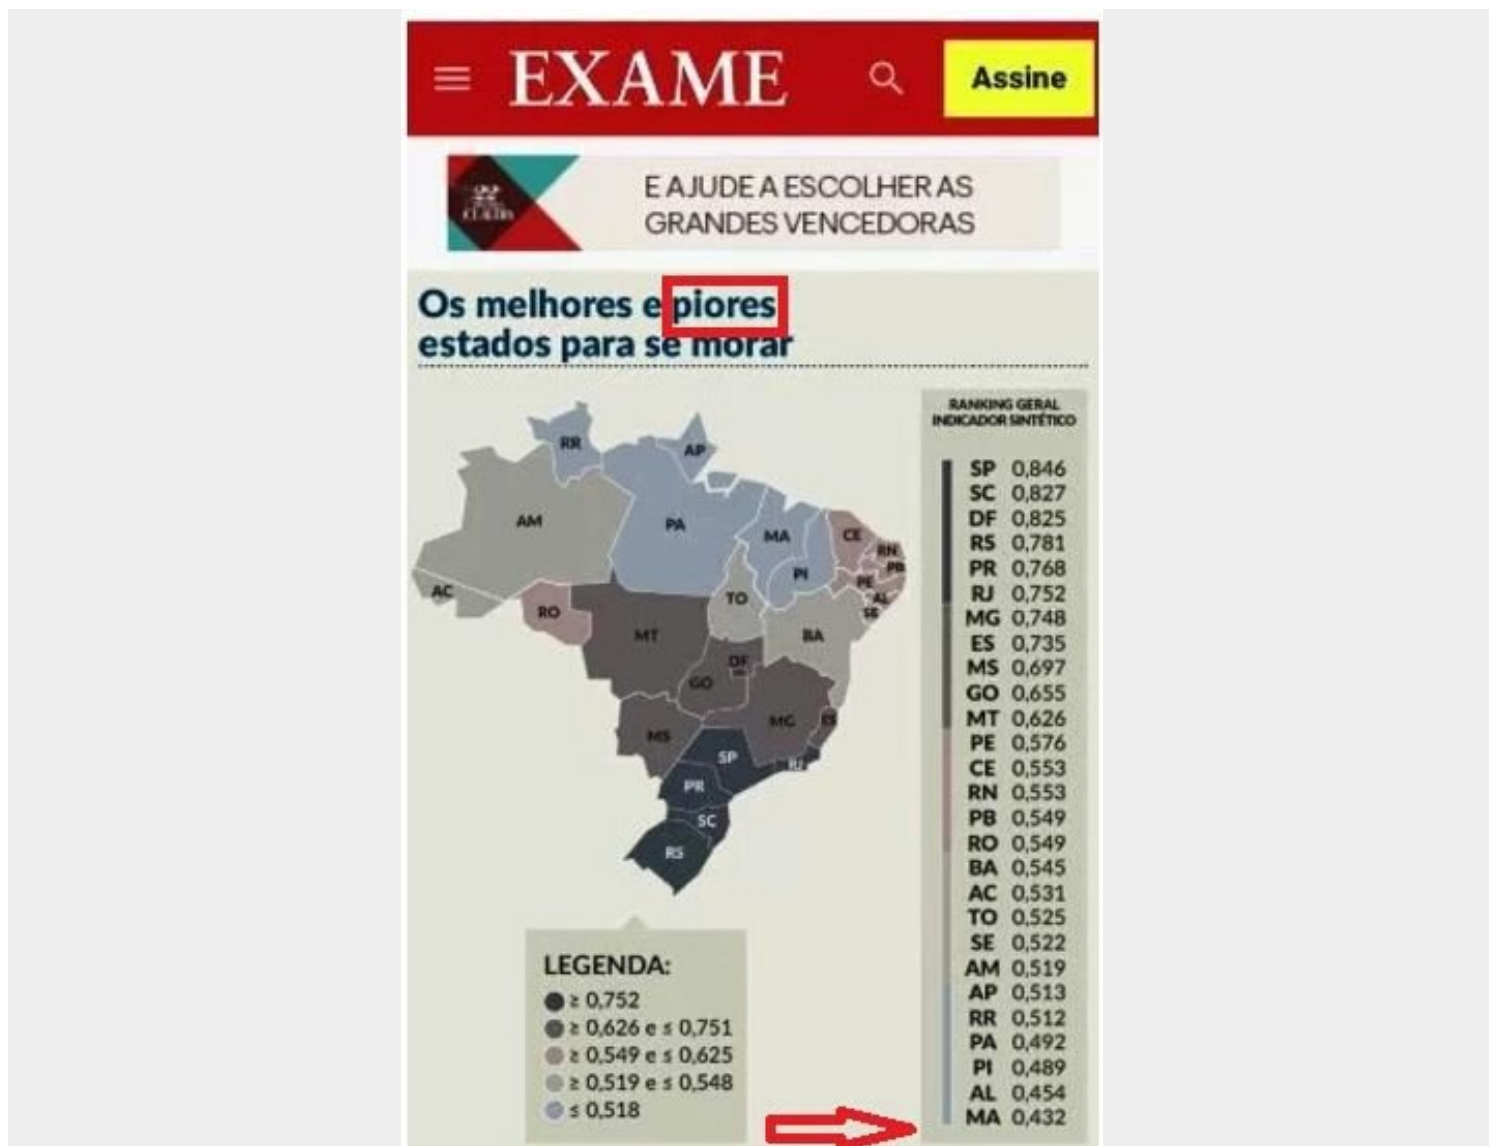 EXAME
Assine
CLAUDIA
E AJUDE A ESCOLHER AS
GRANDES VENCEDORAS
Os melhores e piores
estados para se morar
RR
AP
AM
PA
MA
CE
RN
PB
PI
PE
AL
SE
AC
RO
TO
BA
MT
DF
GO
MG
ES
MS
SP
RJ
PR
SC
RS
LEGENDA:
≥ 0,752
≥ 0,626 e ≤ 0,751
≥ 0,549 e ≤ 0,625
≥ 0,519 e ≤ 0,548
≤ 0,518
RANKING GERAL
INDICADOR SINTÉTICO
SP 0,846
SC 0,827
DF 0,825
RS 0,781
PR 0,768
RJ 0,752
MG 0,748
ES 0,735
MS 0,697
GO 0,655
MT 0,626
PE 0,576
CE 0,553
RN 0,553
PB 0,549
RO 0,549
BA 0,545
AC 0,531
TO 0,525
SE 0,522
AM 0,519
AP 0,513
RR 0,512
PA 0,492
PI 0,489
AL 0,454
MA 0,432